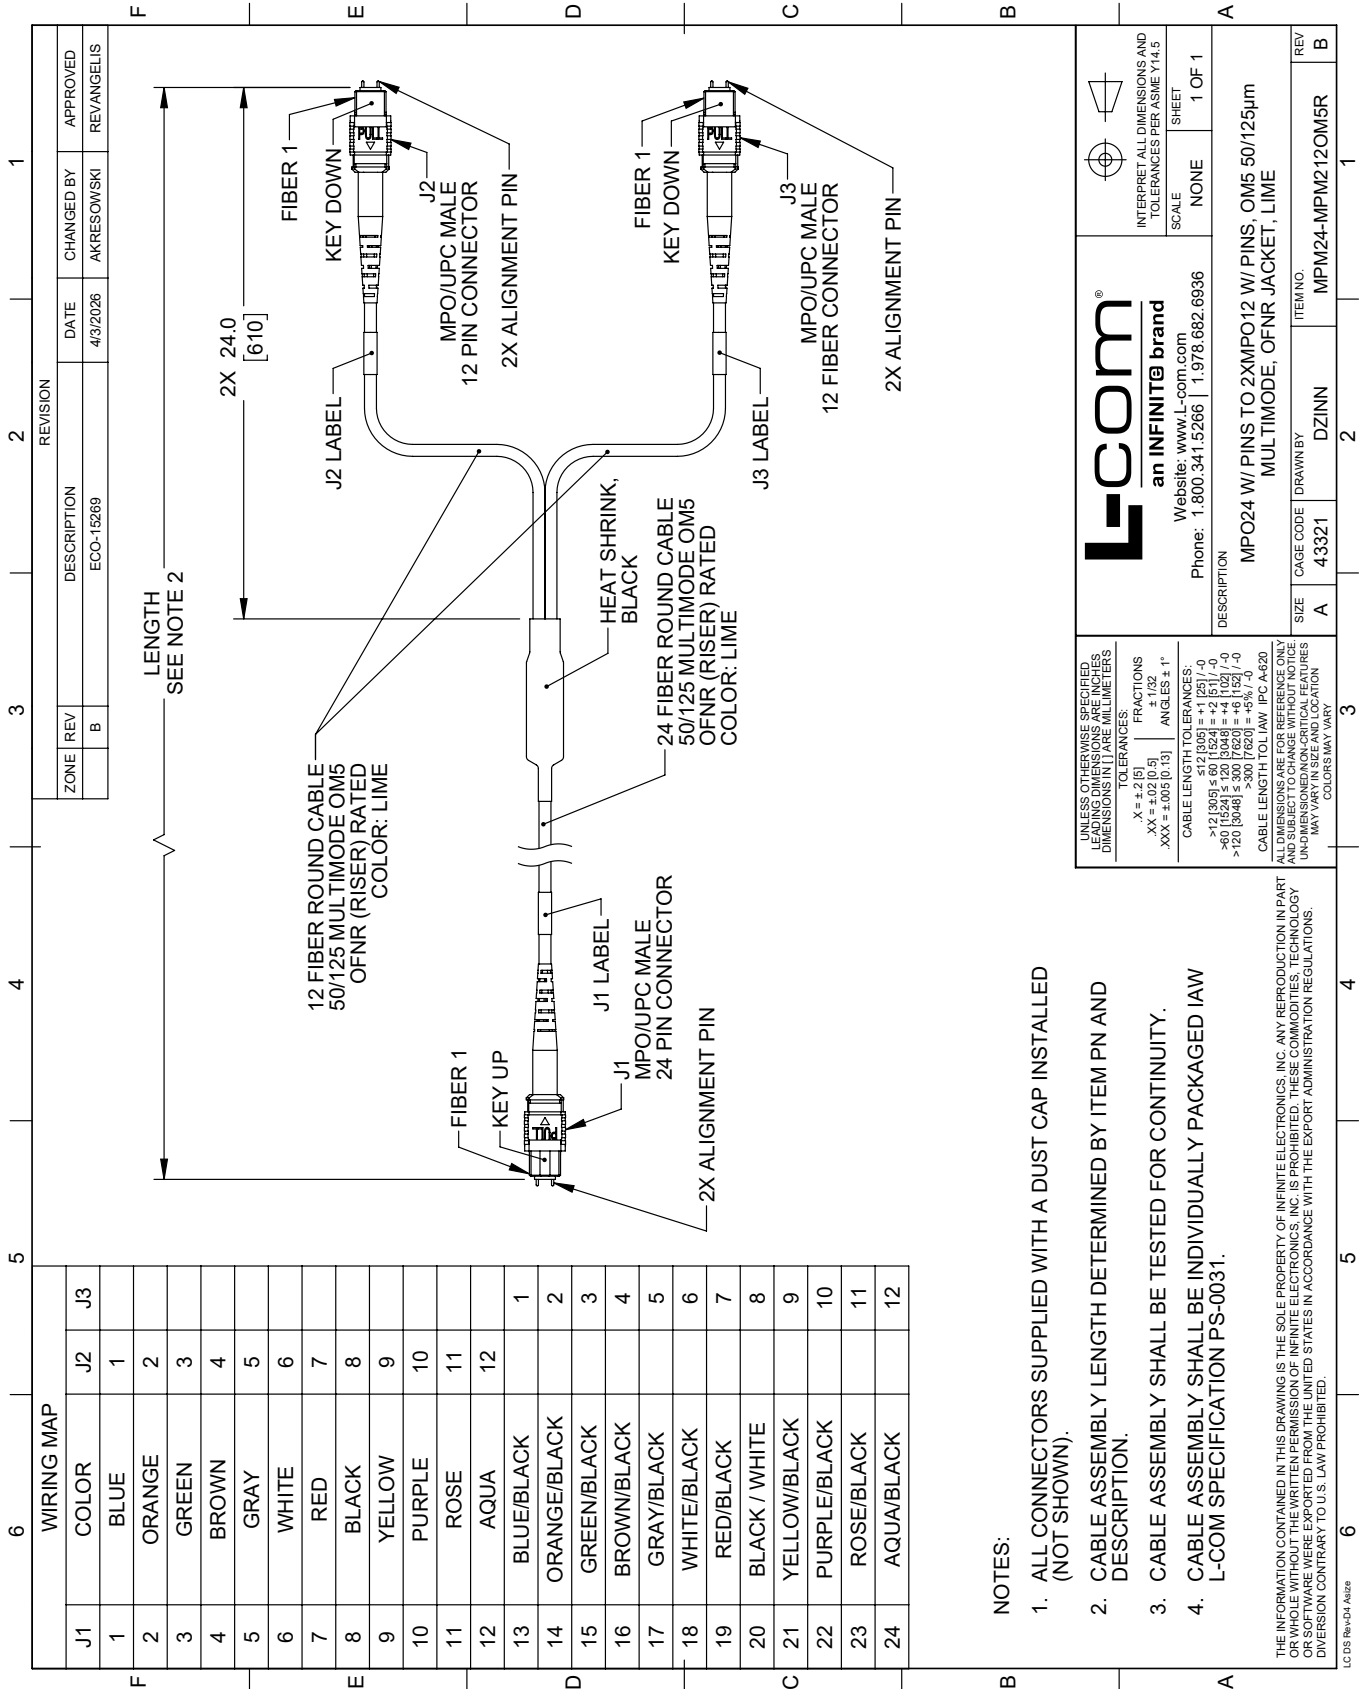 6 5 4 3 2 1
F E D C B A
REVISION
ZONE REV DESCRIPTION DATE CHANGED BY APPROVED
B ECO-15269 4/3/2026 AKRESOWSKI REVANGELIS
WIRING MAP
J1 COLOR J2 J3
1 BLUE 1
2 ORANGE 2
3 GREEN 3
4 BROWN 4
5 GRAY 5
6 WHITE 6
7 RED 7
8 BLACK 8
9 YELLOW 9
10 PURPLE 10
11 ROSE 11
12 AQUA 12
13 BLUE/BLACK 1
14 ORANGE/BLACK 2
15 GREEN/BLACK 3
16 BROWN/BLACK 4
17 GRAY/BLACK 5
18 WHITE/BLACK 6
19 RED/BLACK 7
20 BLACK / WHITE 8
21 YELLOW/BLACK 9
22 PURPLE/BLACK 10
23 ROSE/BLACK 11
24 AQUA/BLACK 12
LENGTH
SEE NOTE 2
2X 24.0
[610]
12 FIBER ROUND CABLE
50/125 MULTIMODE OM5
OFNR (RISER) RATED
COLOR: LIME
FIBER 1
KEY DOWN
PULL
J2
MPO/UPC MALE
12 PIN CONNECTOR
2X ALIGNMENT PIN
J2 LABEL
FIBER 1
KEY UP
PULL
J1
MPO/UPC MALE
24 PIN CONNECTOR
2X ALIGNMENT PIN
J1 LABEL
HEAT SHRINK,
BLACK
24 FIBER ROUND CABLE
50/125 MULTIMODE OM5
OFNR (RISER) RATED
COLOR: LIME
J3 LABEL
FIBER 1
KEY DOWN
PULL
J3
MPO/UPC MALE
12 FIBER CONNECTOR
2X ALIGNMENT PIN
NOTES:
1. ALL CONNECTORS SUPPLIED WITH A DUST CAP INSTALLED
(NOT SHOWN).
2. CABLE ASSEMBLY LENGTH DETERMINED BY ITEM PN AND
DESCRIPTION.
3. CABLE ASSEMBLY SHALL BE TESTED FOR CONTINUITY.
4. CABLE ASSEMBLY SHALL BE INDIVIDUALLY PACKAGED IAW
L-COM SPECIFICATION PS-0031.
THE INFORMATION CONTAINED IN THIS DRAWING IS THE SOLE PROPERTY OF INFINITE ELECTRONICS, INC. ANY REPRODUCTION IN PART
OR WHOLE WITHOUT THE WRITTEN PERMISSION OF INFINITE ELECTRONICS, INC. IS PROHIBITED. THESE COMMODITIES, TECHNOLOGY
OR SOFTWARE WERE EXPORTED FROM THE UNITED STATES IN ACCORDANCE WITH THE EXPORT ADMINISTRATION REGULATIONS.
DIVERSION CONTRARY TO U.S. LAW PROHIBITED.
UNLESS OTHERWISE SPECIFIED
LEADING DIMENSIONS ARE INCHES
DIMENSIONS IN [ ] ARE MILLIMETERS
TOLERANCES:
.X = ±.2 [5] FRACTIONS
.XX = ±.02 [0.5] ± 1/32
.XXX = ±.005 [0.13] ANGLES ± 1°
CABLE LENGTH TOLERANCES:
≤12 [305] = +1 [25] / -0
>12 [305] ≤ 60 [1524] = +2 [51] / -0
>60 [1524] ≤ 120 [3048] = +4 [102] / -0
>120 [3048] ≤ 300 [7620] = +6 [152] / -0
>300 [7620] = +5% / -0
CABLE LENGTH TOL IAW IPC A-620
ALL DIMENSIONS ARE FOR REFERENCE ONLY
AND SUBJECT TO CHANGE WITHOUT NOTICE.
UN-DIMENSIONED/NON-CRITICAL FEATURES
MAY VARY IN SIZE AND LOCATION
COLORS MAY VARY
L-com®
an INFINIT@ brand
Website: www.L-com.com
Phone: 1.800.341.5266 | 1.978.682.6936
INTERPRET ALL DIMENSIONS AND
TOLERANCES PER ASME Y14.5
SCALE NONE SHEET 1 OF 1
DESCRIPTION
MPO24 W/ PINS TO 2XMPO12 W/ PINS, OM5 50/125µm
MULTIMODE, OFNR JACKET, LIME
SIZE A CAGE CODE 43321 DRAWN BY DZINN ITEM NO. MPM24-MPM212OM5R REV B
LC DS Rev-D4 Asize
6 5 4 3 2 1
F E D C B A